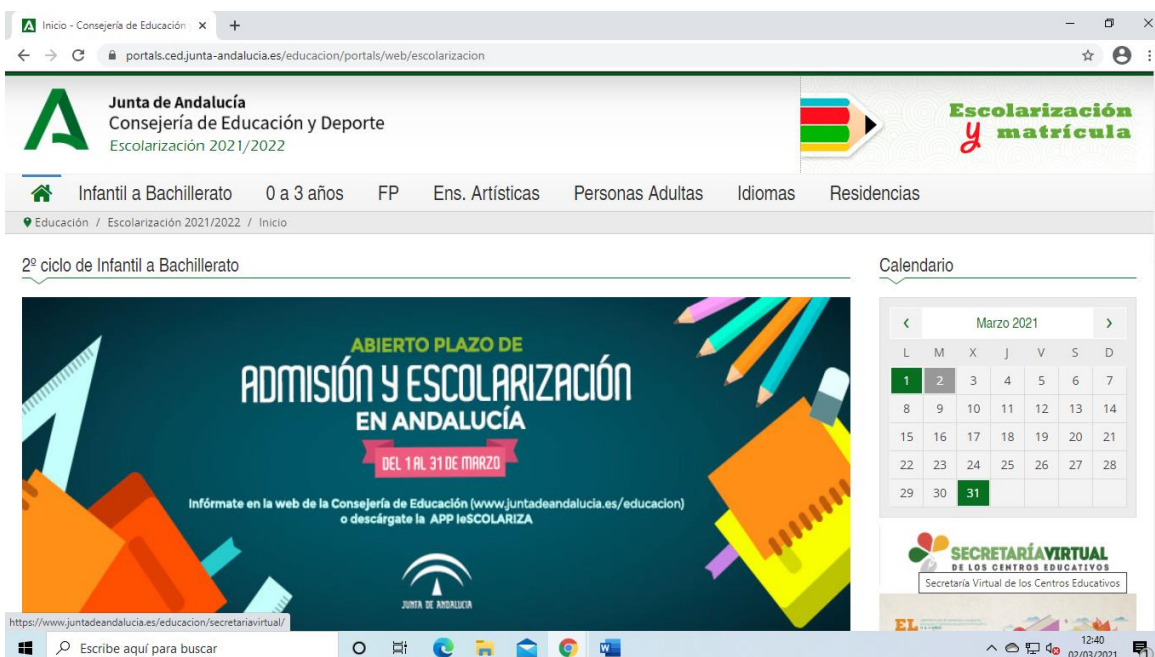 Inicio - Consejería de Educación
portals.ced.junta-andalucia.es/educacion/portals/web/escolarizacion
Junta de Andalucía
Consejería de Educación y Deporte
Escolarización 2021/2022
Escolarización
y matrícula
Infantil a Bachillerato 0 a 3 años FP Ens. Artísticas Personas Adultas Idiomas Residencias
Educación / Escolarización 2021/2022 / Inicio
2º ciclo de Infantil a Bachillerato
ABIERTO PLAZO DE
ADMISIÓN Y ESCOLARIZACIÓN
EN ANDALUCÍA
DEL 1 AL 31 DE MARZO
Infórmate en la web de la Consejería de Educación (www.juntadeandalucia.es/educacion)
o descárgate la APP IeSCOLARIZA
JUNTA DE ANDALUCIA
Calendario
Marzo 2021
L M X J V S D
1 2 3 4 5 6 7
8 9 10 11 12 13 14
15 16 17 18 19 20 21
22 23 24 25 26 27 28
29 30 31
SECRETARÍAVIRTUAL
DE LOS CENTROS EDUCATIVOS
Secretaría Virtual de los Centros Educativos
EL
https://www.juntadeandalucia.es/educacion/secretariavirtual/
Escribe aquí para buscar
12:40
02/03/2021